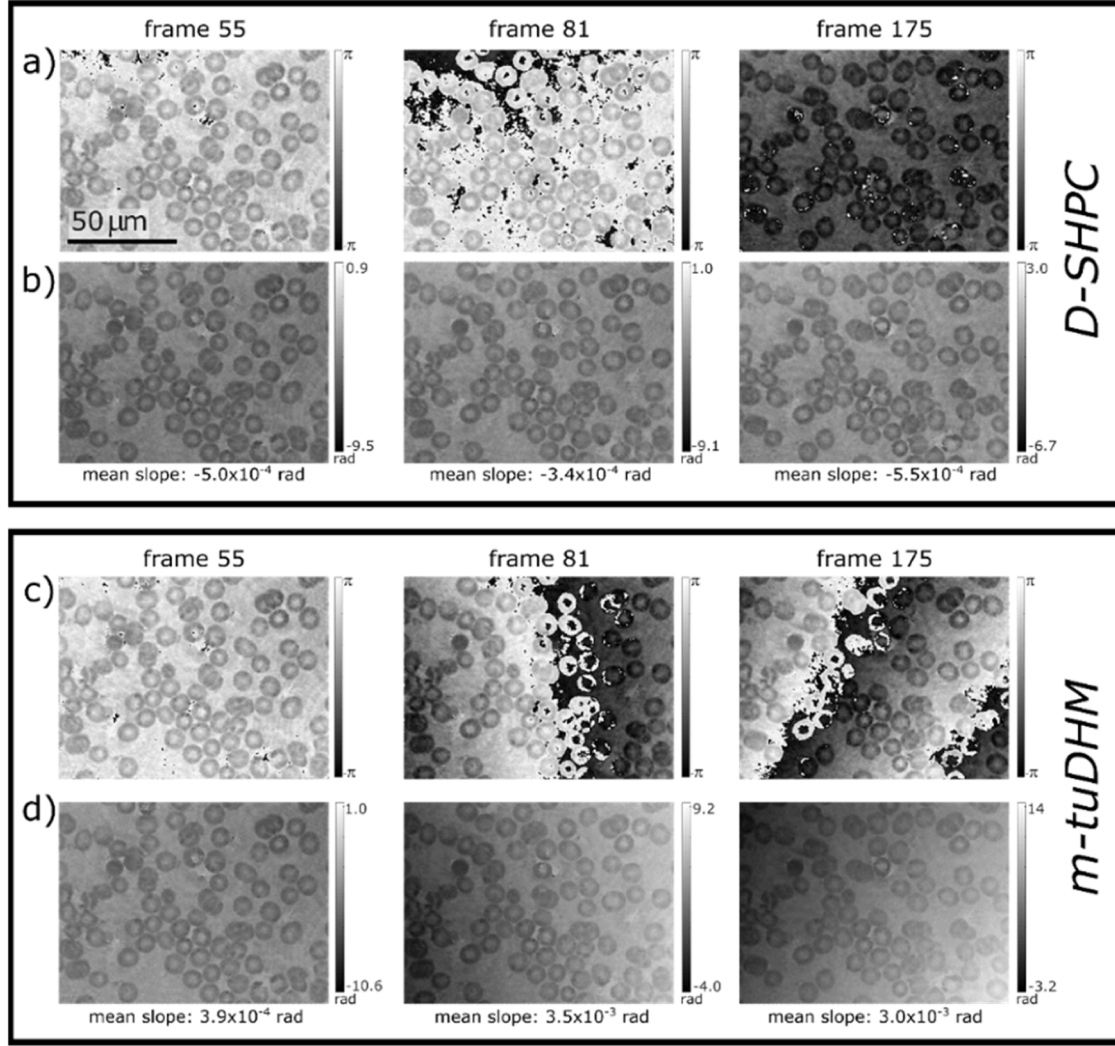 frame 55 frame 81 frame 175
a) π π π
50 μm
π π π
b) 0.9 1.0 3.0
-9.5 -9.1 -6.7
rad rad rad
mean slope: -5.0x10⁻⁴ rad mean slope: -3.4x10⁻⁴ rad mean slope: -5.5x10⁻⁴ rad
D-SHPC
frame 55 frame 81 frame 175
c) π π π
-π -π -π
d) 1.0 9.2 14
-10.6 -4.0 -3.2
rad rad rad
mean slope: 3.9x10⁻⁴ rad mean slope: 3.5x10⁻³ rad mean slope: 3.0x10⁻³ rad
m-tuDHM